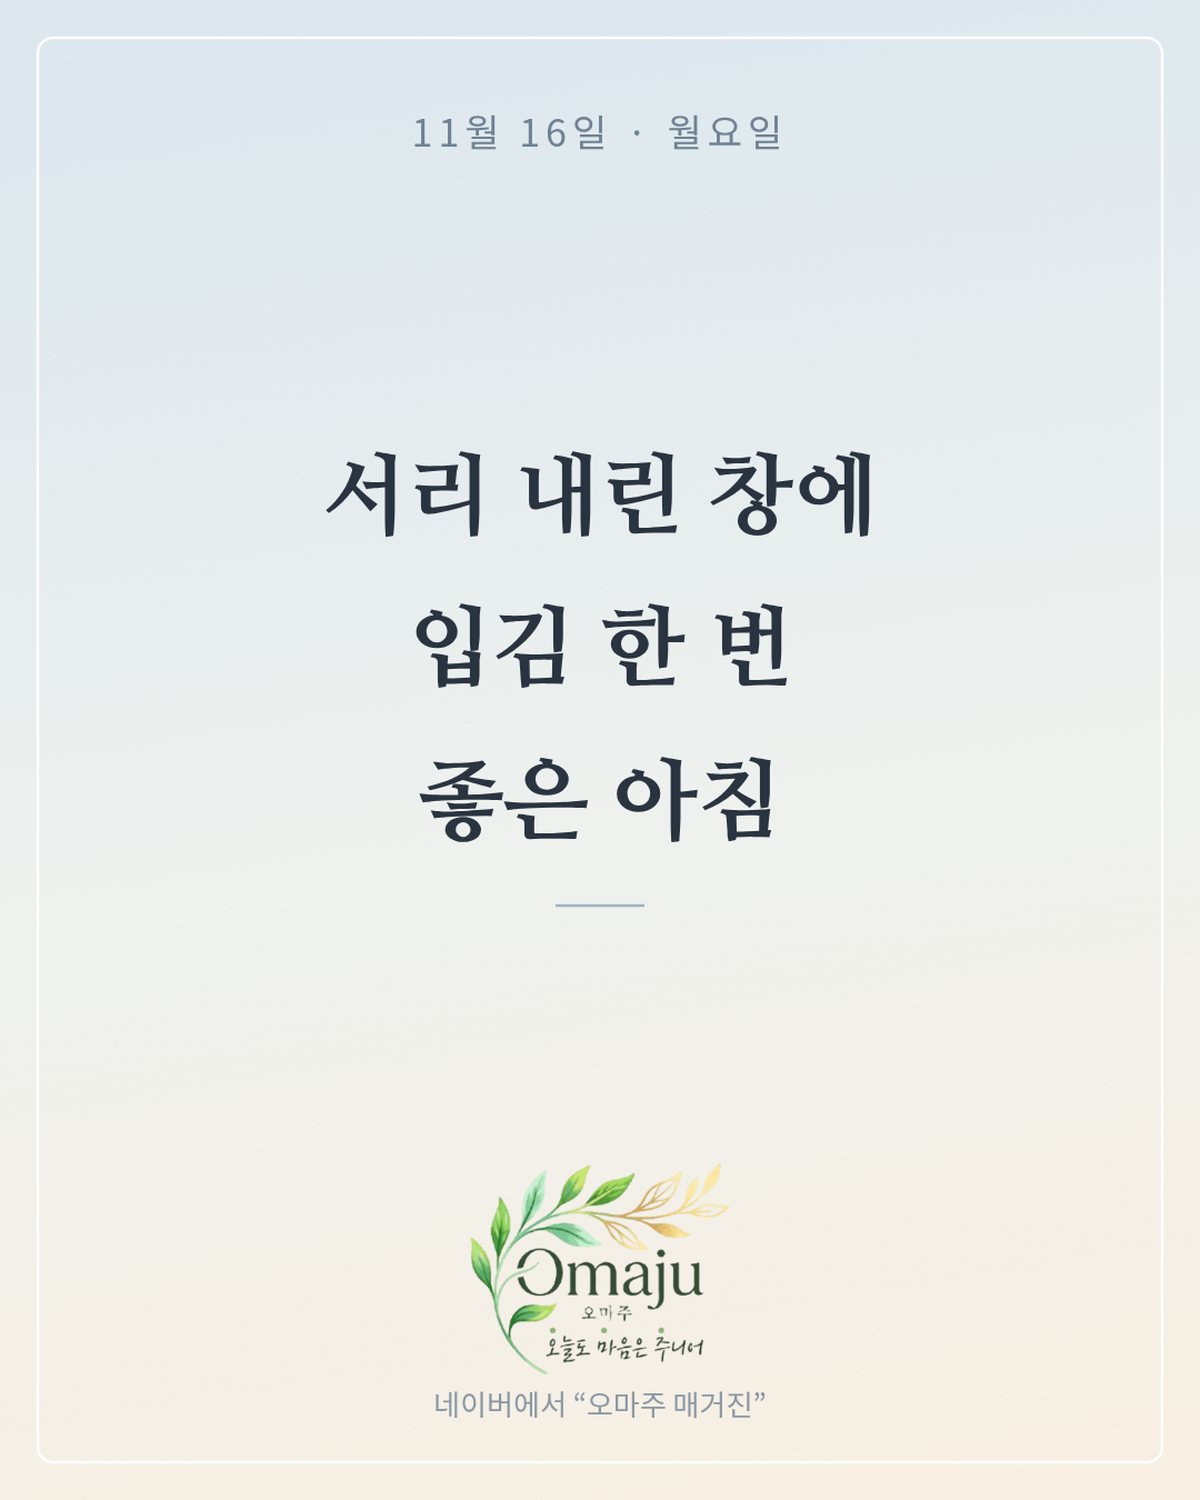 11월 16일 · 월요일
서리 내린 창에
입김 한 번
좋은 아침
Omaju
오마주
오늘도 마음은 주니어
네이버에서 “오마주 매거진”